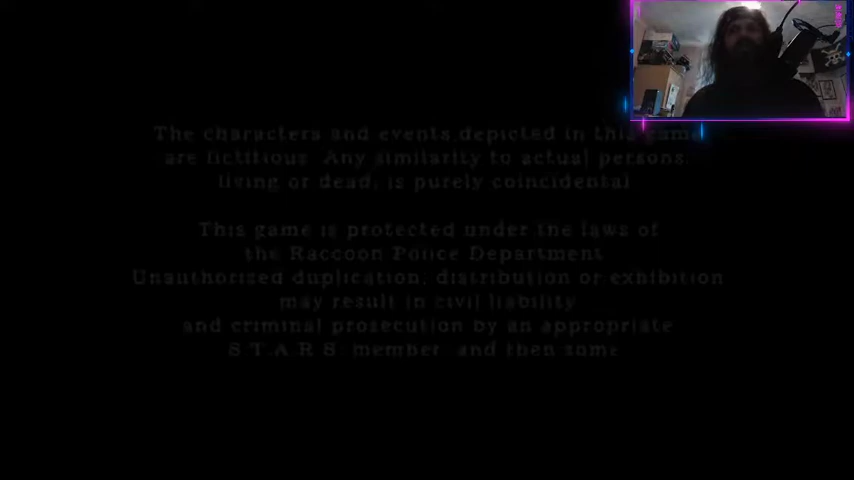 The characters and events depicted in this game
are fictitious. Any similarity to actual persons,
living or dead, is purely coincidental.
This game is protected under the laws of
the Raccoon Police Department.
Unauthorised duplication, distribution or exhibition
may result in civil liability
and criminal prosecution by an appropriate
S.T.A.R.S. member, and then some